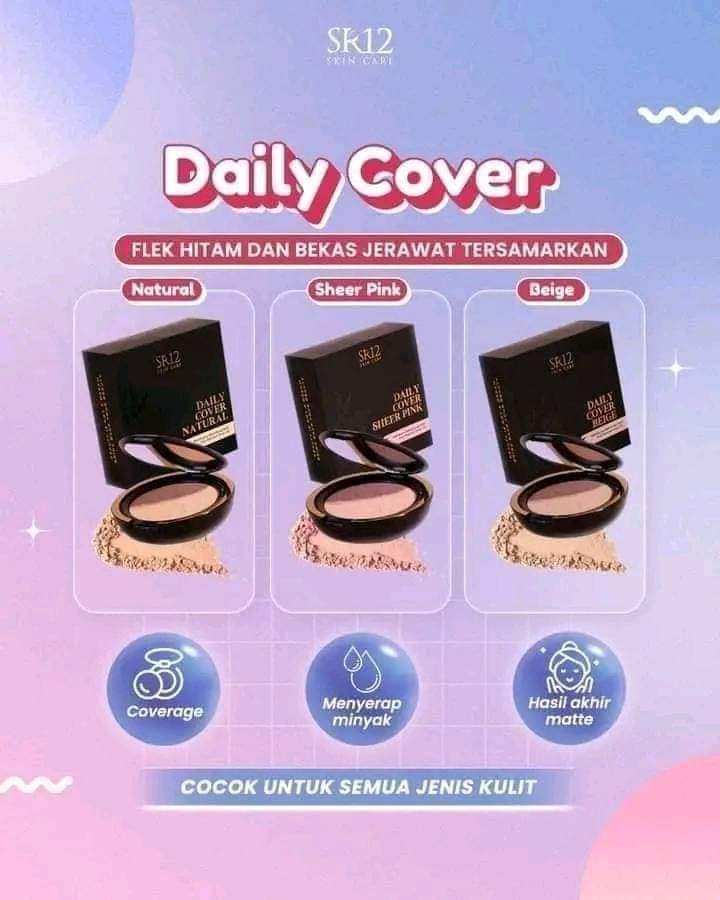 SR12
SKIN CARE
Daily Cover
FLEK HITAM DAN BEKAS JERAWAT TERSAMARKAN
Natural
Sheer Pink
Beige
SR12
SKIN CARE
DAILY
COVER
NATURAL
SR12
SKIN CARE
DAILY
COVER
SHEER PINK
SR12
SKIN CARE
DAILY
COVER
BEIGE
Coverage
Menyerap
minyak
Hasil akhir
matte
COCOK UNTUK SEMUA JENIS KULIT